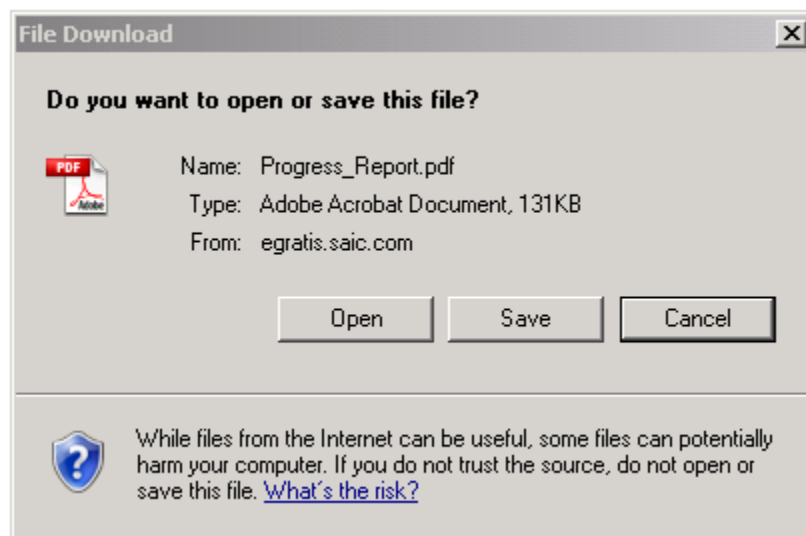 File Download
Do you want to open or save this file?
PDF
Adobe
Name: Progress_Report.pdf
Type: Adobe Acrobat Document, 131KB
From: egratis.saic.com
Open Save Cancel
While files from the Internet can be useful, some files can potentially
harm your computer. If you do not trust the source, do not open or
save this file. What's the risk?